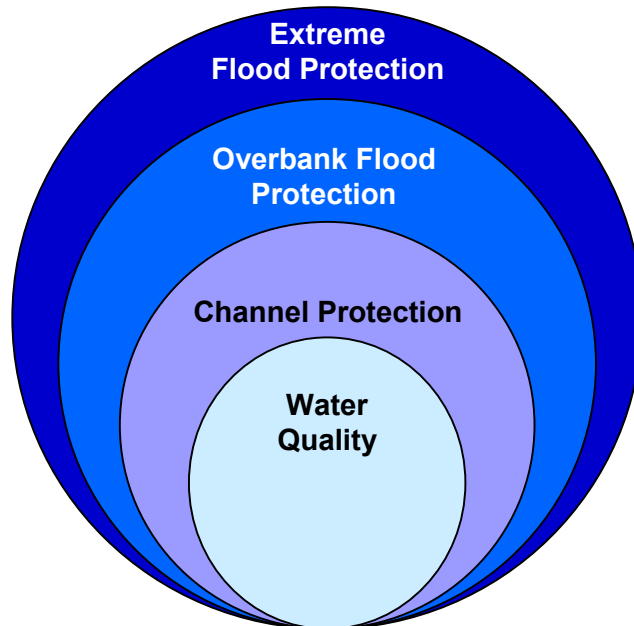 Extreme
Flood Protection
Overbank Flood
Protection
Channel Protection
Water
Quality